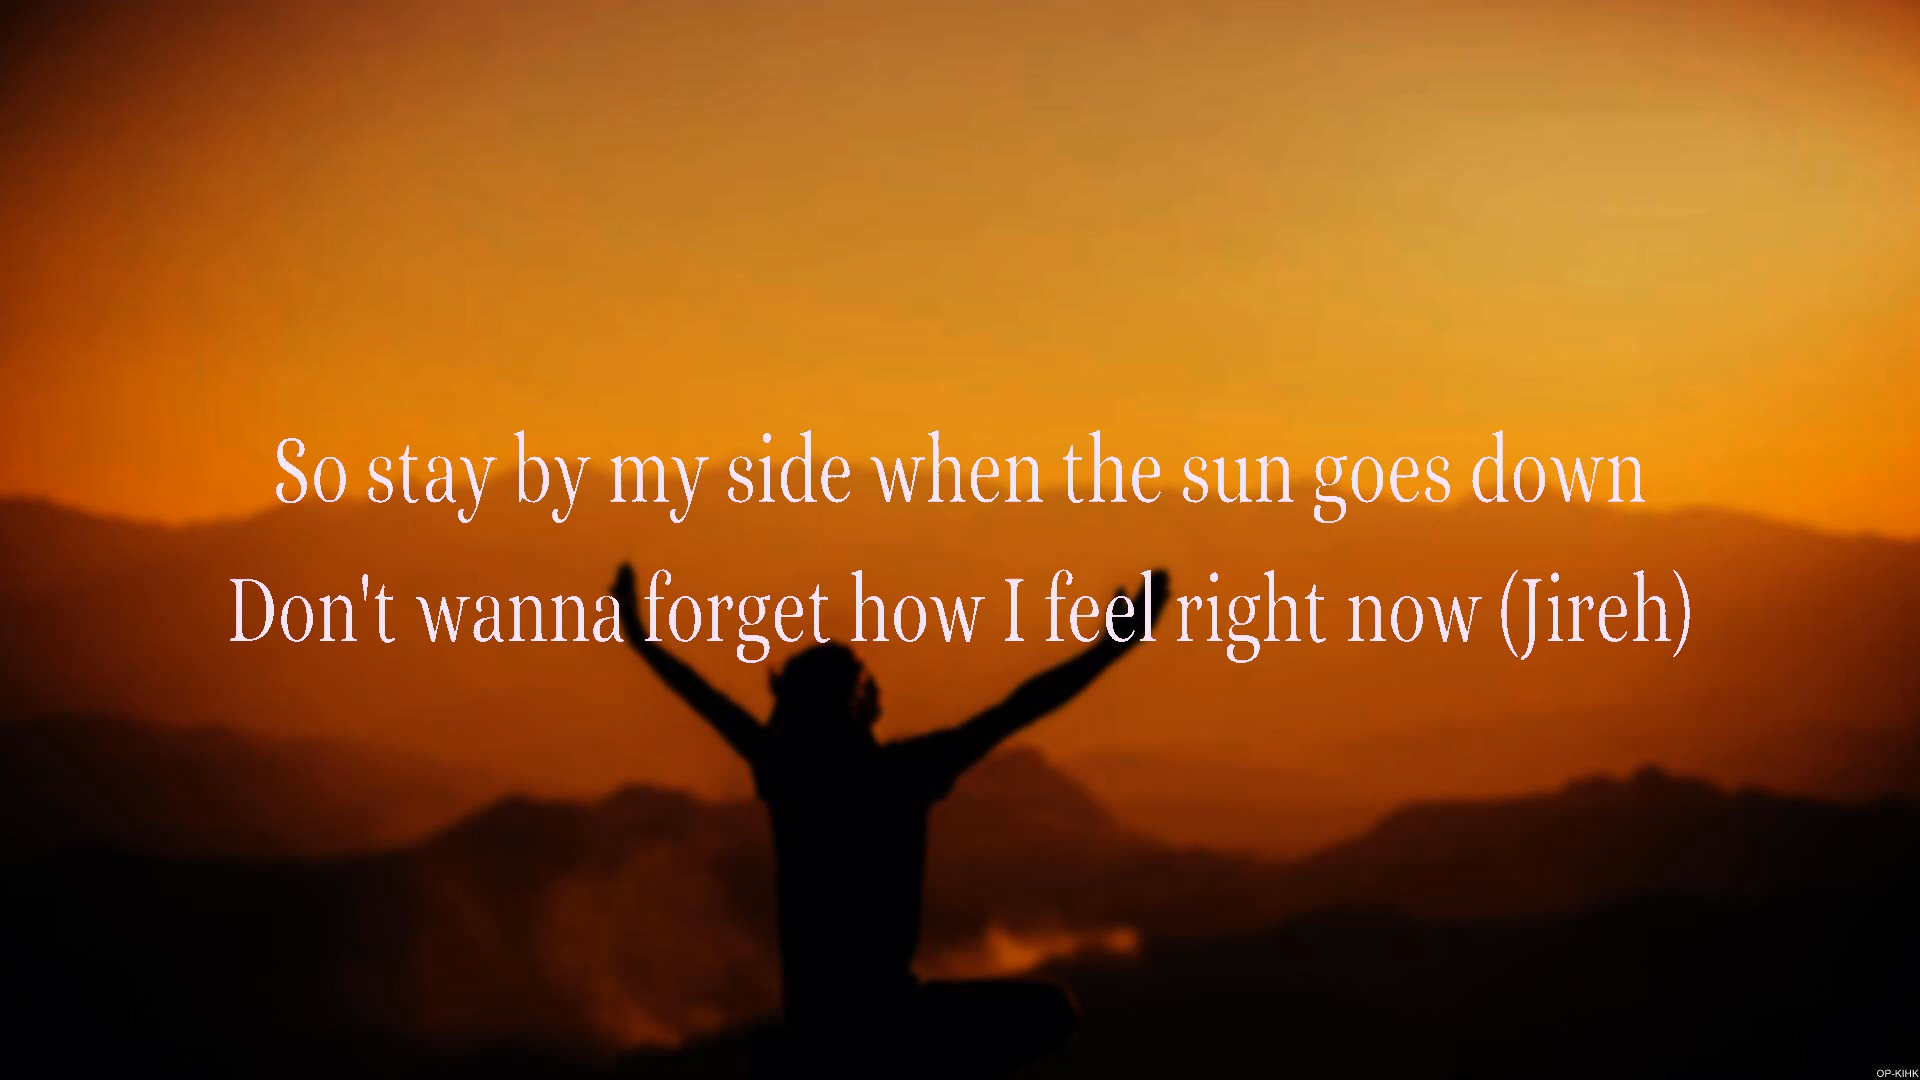 So stay by my side when the sun goes down
Don't wanna forget how I feel right now (Jireh)
OP-KIHK